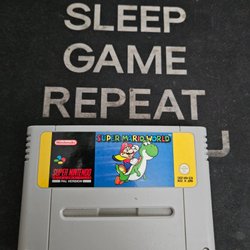 SLEEP
GAME
REPEAT
Nintendo
SUPER MARIO WORLD
SUPER NINTENDO
PAL VERSION